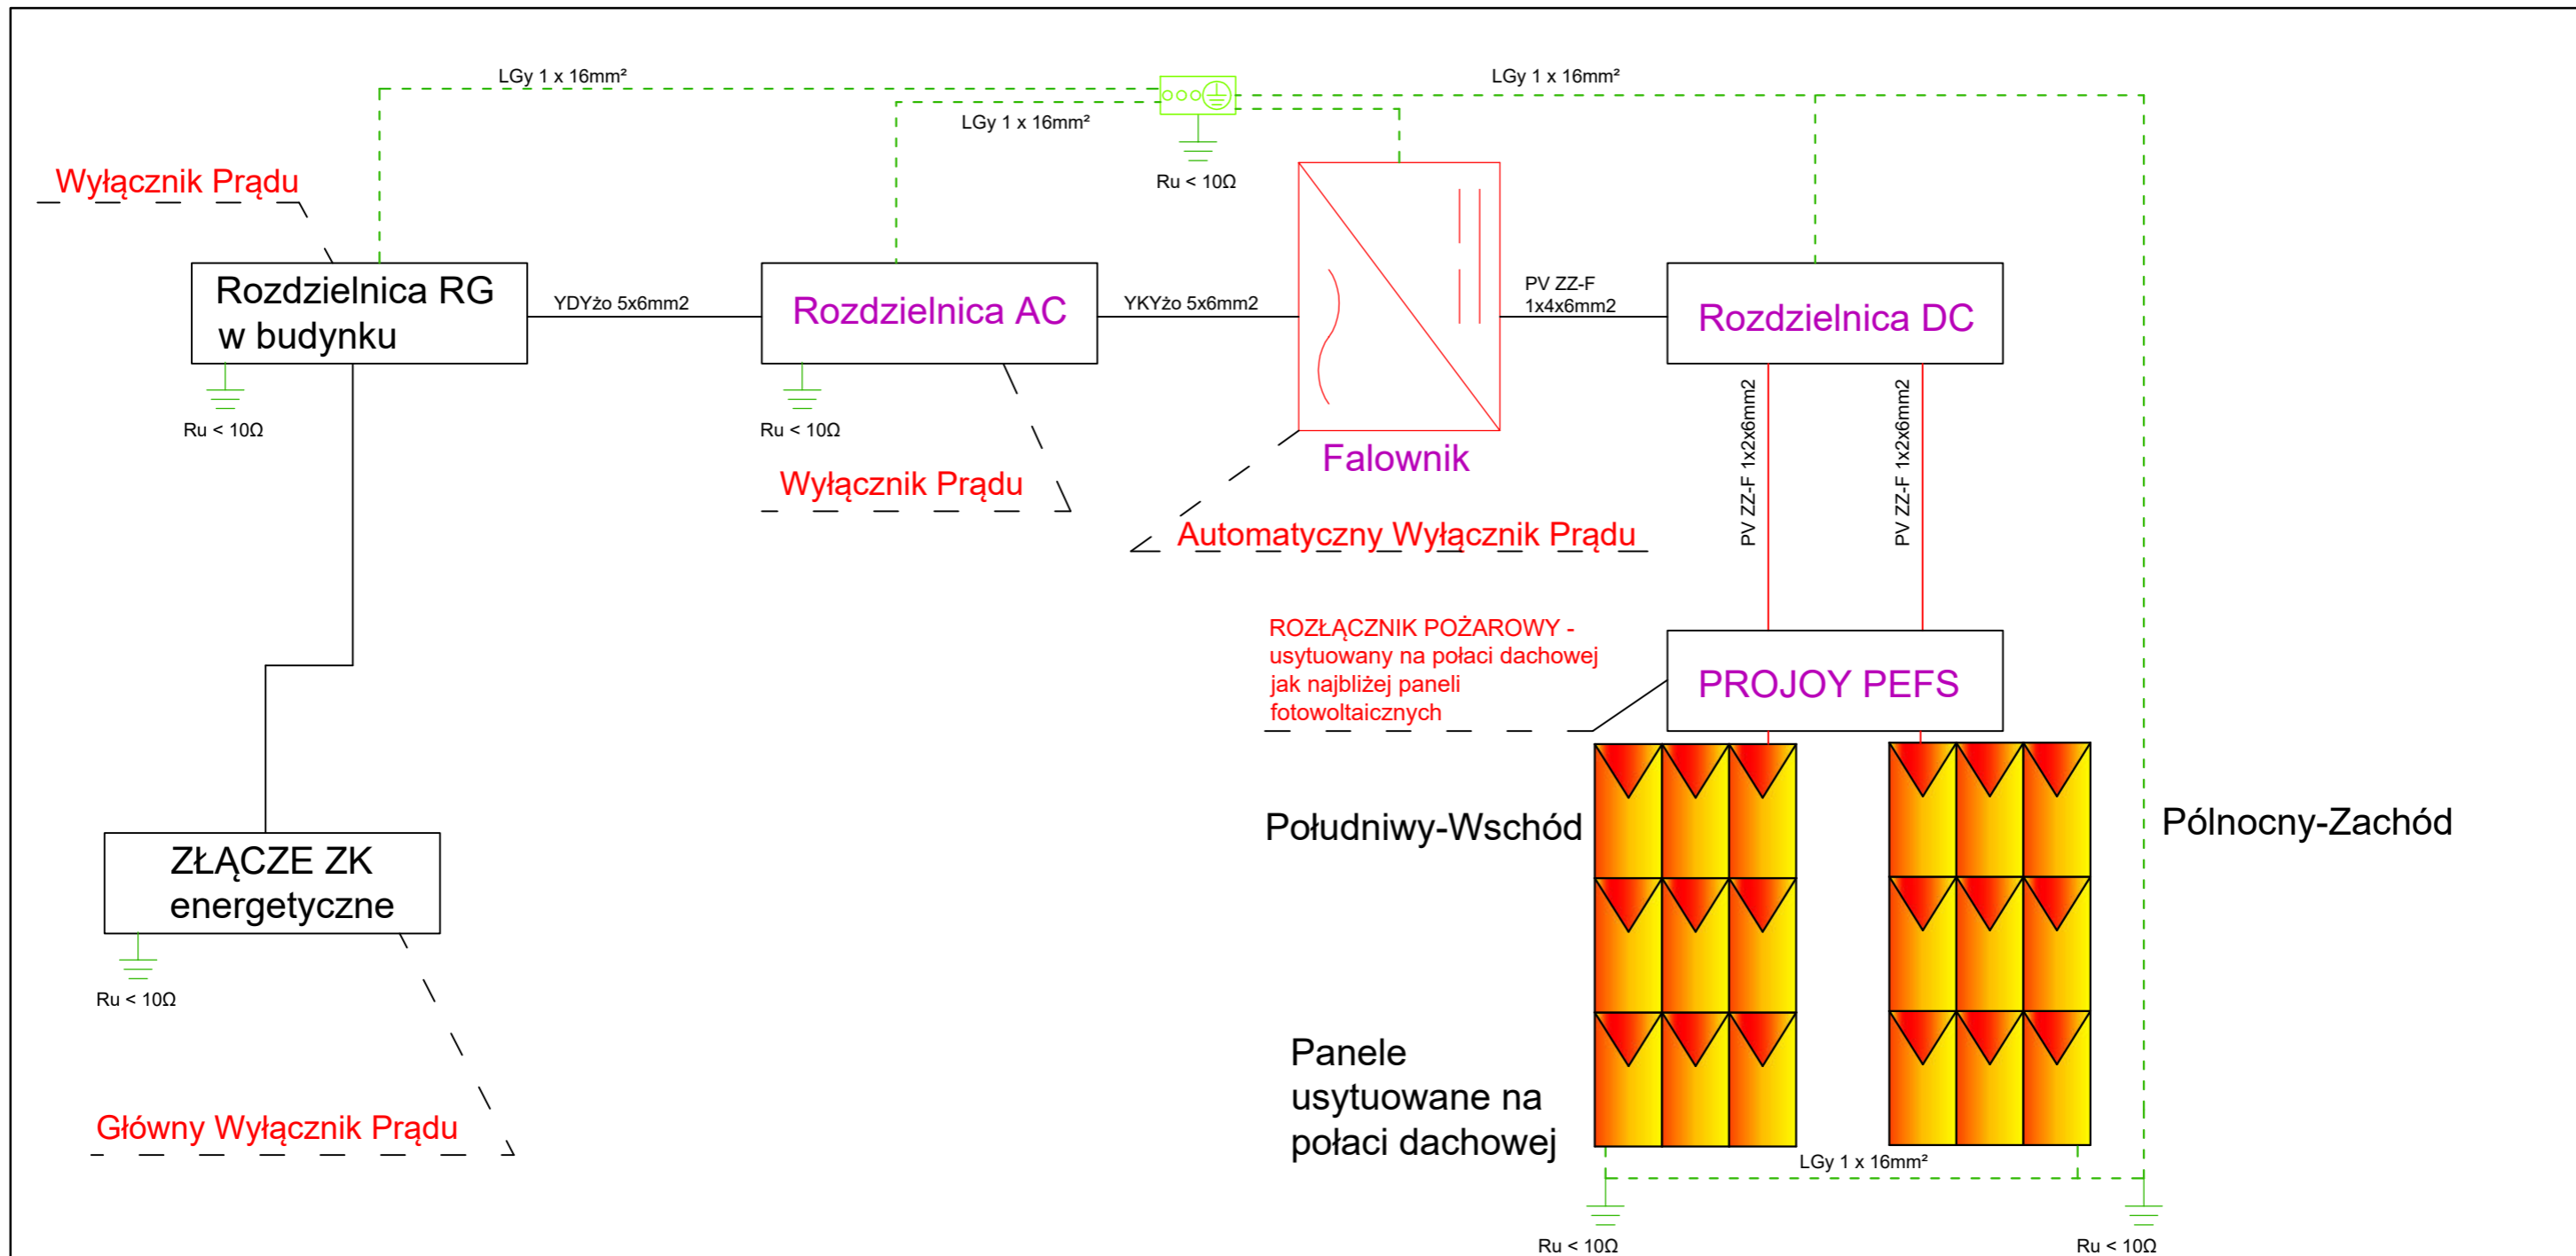 LGy 1 x 16mm²
LGy 1 x 16mm²
LGy 1 x 16mm²
Ru < 10Ω
Wyłącznik Prądu
Rozdzielnica RG
w budynku
YDYżo 5x6mm2
Rozdzielnica AC
YKYżo 5x6mm2
PV ZZ-F
1x4x6mm2
Rozdzielnica DC
Ru < 10Ω
Ru < 10Ω
Falownik
PV ZZ-F 1x2x6mm2
PV ZZ-F 1x2x6mm2
Wyłącznik Prądu
Automatyczny Wyłącznik Prądu
ROZŁĄCZNIK POŻAROWY -
usytuowany na połaci dachowej
jak najbliżej paneli
fotowoltaicznych
PROJOY PEFS
Południwy-Wschód
Pólnocny-Zachód
ZŁĄCZE ZK
energetyczne
Ru < 10Ω
Panele
usytuowane na
połaci dachowej
Główny Wyłącznik Prądu
LGy 1 x 16mm²
Ru < 10Ω
Ru < 10Ω